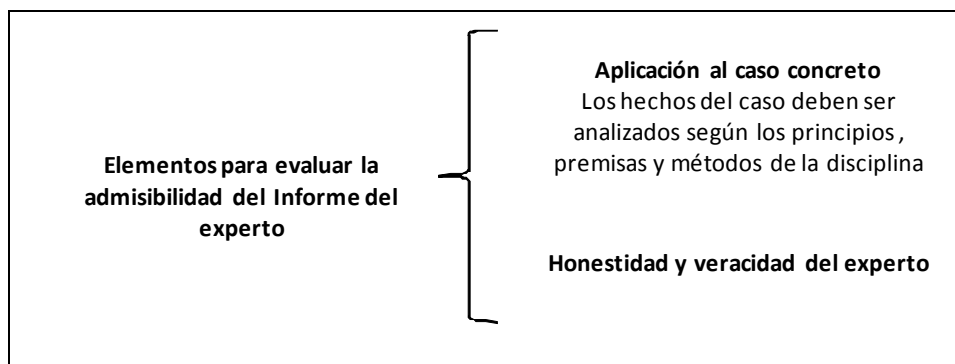 Elementos para evaluar la
admisibilidad del Informe del
experto
Aplicación al caso concreto
Los hechos del caso deben ser
analizados según los principios,
premisas y métodos de la disciplina
Honestidad y veracidad del experto